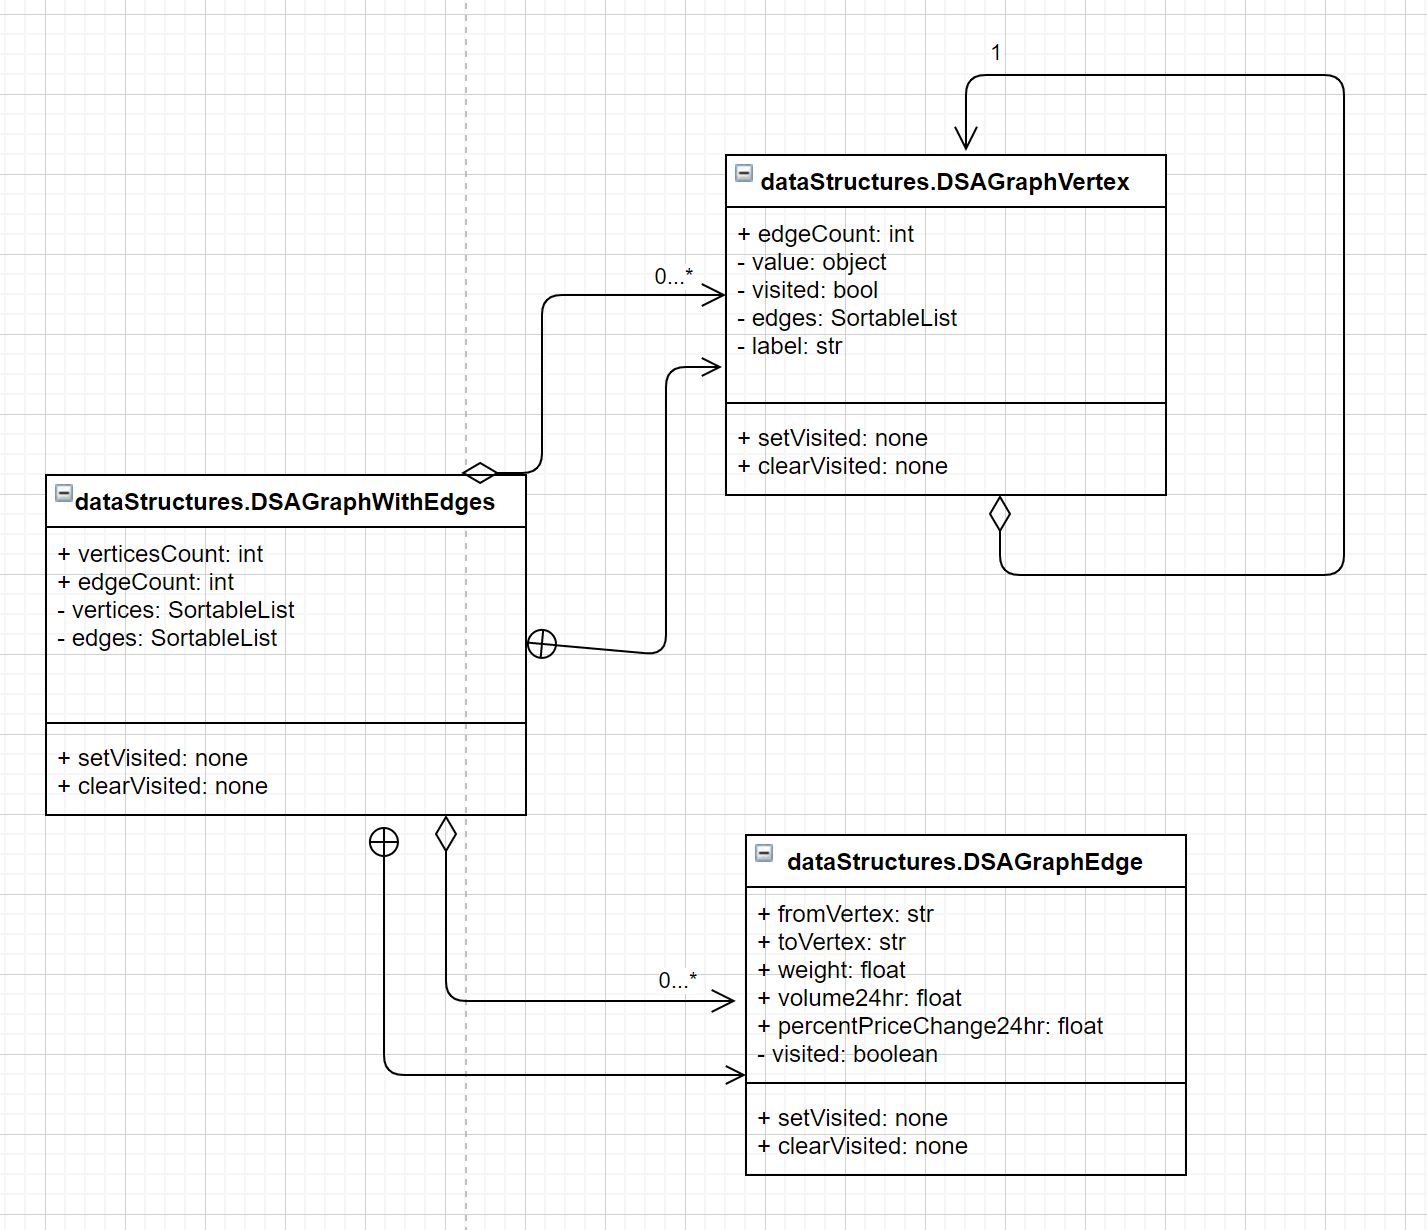 1
dataStructures.DSAGraphVertex
+ edgeCount: int
- value: object
- visited: bool
- edges: SortableList
- label: str
+ setVisited: none
+ clearVisited: none
0...*
dataStructures.DSAGraphWithEdges
+ verticesCount: int
+ edgeCount: int
- vertices: SortableList
- edges: SortableList
+ setVisited: none
+ clearVisited: none
0...*
dataStructures.DSAGraphEdge
+ fromVertex: str
+ toVertex: str
+ weight: float
+ volume24hr: float
+ percentPriceChange24hr: float
- visited: boolean
+ setVisited: none
+ clearVisited: none